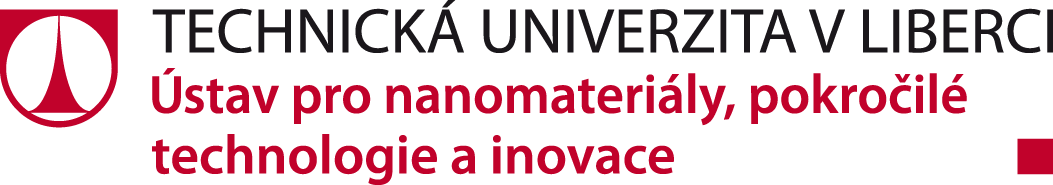 TECHNICKÁ UNIVERZITA V LIBERCI
Ústav pro nanomateriály, pokročilé
technologie a inovace